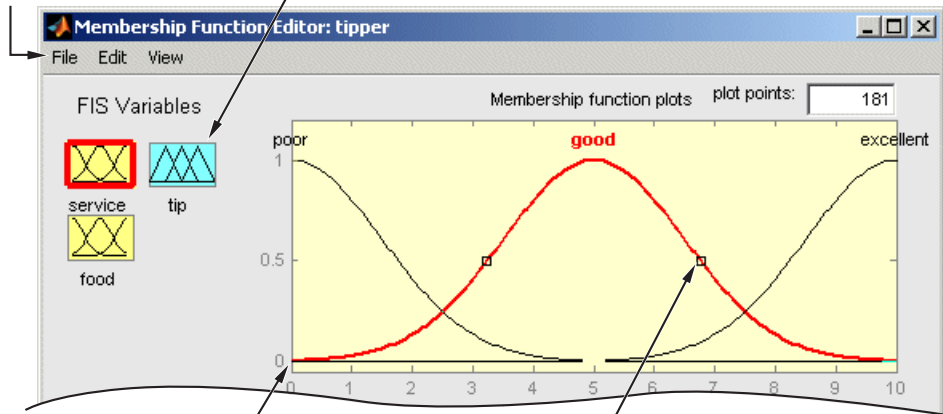 Membership Function Editor: tipper
File Edit View
FIS Variables
Membership function plots plot points: 181
poor good excellent
1
service tip
0.5
food
0
0 1 2 3 4 5 6 7 8 9 10